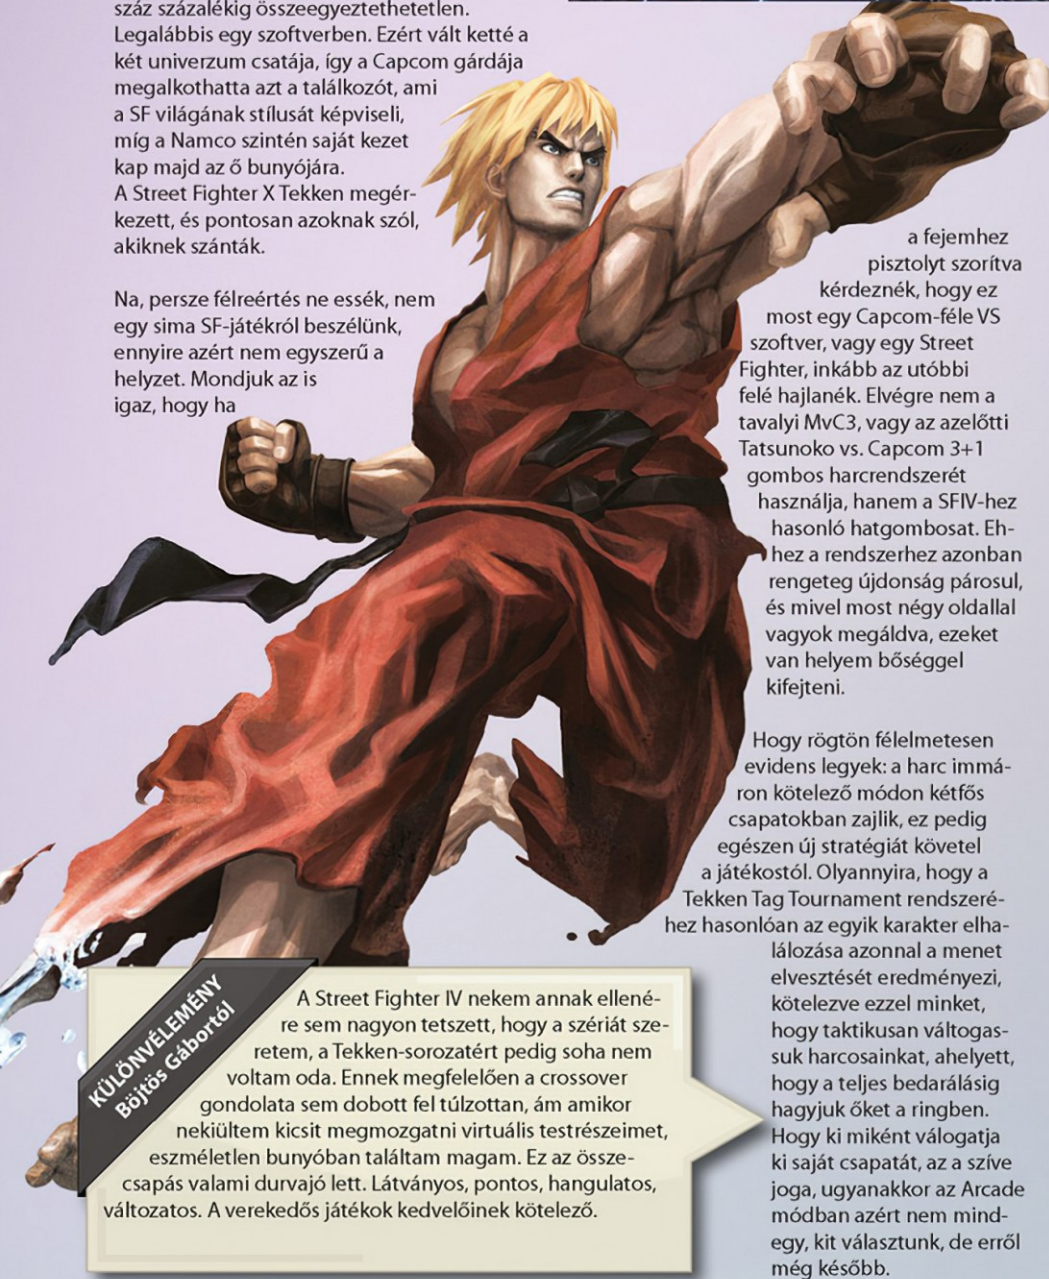 száz százalékig összeegyeztethetetlen.
Legalábbis egy szoftverben. Ezért vált ketté a
két univerzum csatája, így a Capcom gárdája
megalkothatta azt a találkozót, ami
a SF világának stílusát képviseli,
míg a Namco szintén saját kezet
kap majd az ő bunyójára.
A Street Fighter X Tekken megér-
kezett, és pontosan azoknak szól,
akiknek szánták.
Na, persze félreértés ne essék, nem
egy sima SF-játékról beszélünk,
ennyire azért nem egyszerű a
helyzet. Mondjuk az is
igaz, hogy ha
a fejemhez
pisztolyt szorítva
kérdeznék, hogy ez
most egy Capcom-féle VS
szoftver, vagy egy Street
Fighter, inkább az utóbbi
felé hajlanék. Elvégre nem a
tavalyi MvC3, vagy az azelőtti
Tatsunoko vs. Capcom 3+1
gombos harcrendszerét
használja, hanem a SFIV-hez
hasonló hatgombosat. Eh-
hez a rendszerhez azonban
rengeteg újdonság párosul,
és mivel most négy oldallal
vagyok megáldva, ezeket
van helyem bőséggel
kifejteni.
Hogy rögtön félelmetesen
evidens legyek: a harc immá-
ron kötelező módon kétfős
csapatokban zajlik, ez pedig
egészen új stratégiát követel
a játékostól. Olyannyira, hogy a
Tekken Tag Tournament rendszeré-
hez hasonlóan az egyik karakter elha-
lálozása azonnal a menet
elvesztését eredményezi,
kötelezve ezzel minket,
hogy taktikusan váltogas-
suk harcosainkat, ahelyett,
hogy a teljes bedarálásig
hagyjuk őket a ringben.
Hogy ki miként válogatja
ki saját csapatát, az a szíve
joga, ugyanakkor az Arcade
módban azért nem mind-
egy, kit választunk, de erről
még később.
KÜLÖNVÉLEMÉNY
Böjtös Gábortól
A Street Fighter IV nekem annak ellené-
re sem nagyon tetszett, hogy a szériát sze-
retem, a Tekken-sorozatért pedig soha nem
voltam oda. Ennek megfelelően a crossover
gondolata sem dobott fel túlzottan, ám amikor
nekiültem kicsit megmozgatni virtuális testrészeimet,
eszméletlen bunyóban találtam magam. Ez az össze-
csapás valami durvajó lett. Látványos, pontos, hangulatos,
változatos. A verekedős játékok kedvelőinek kötelező.